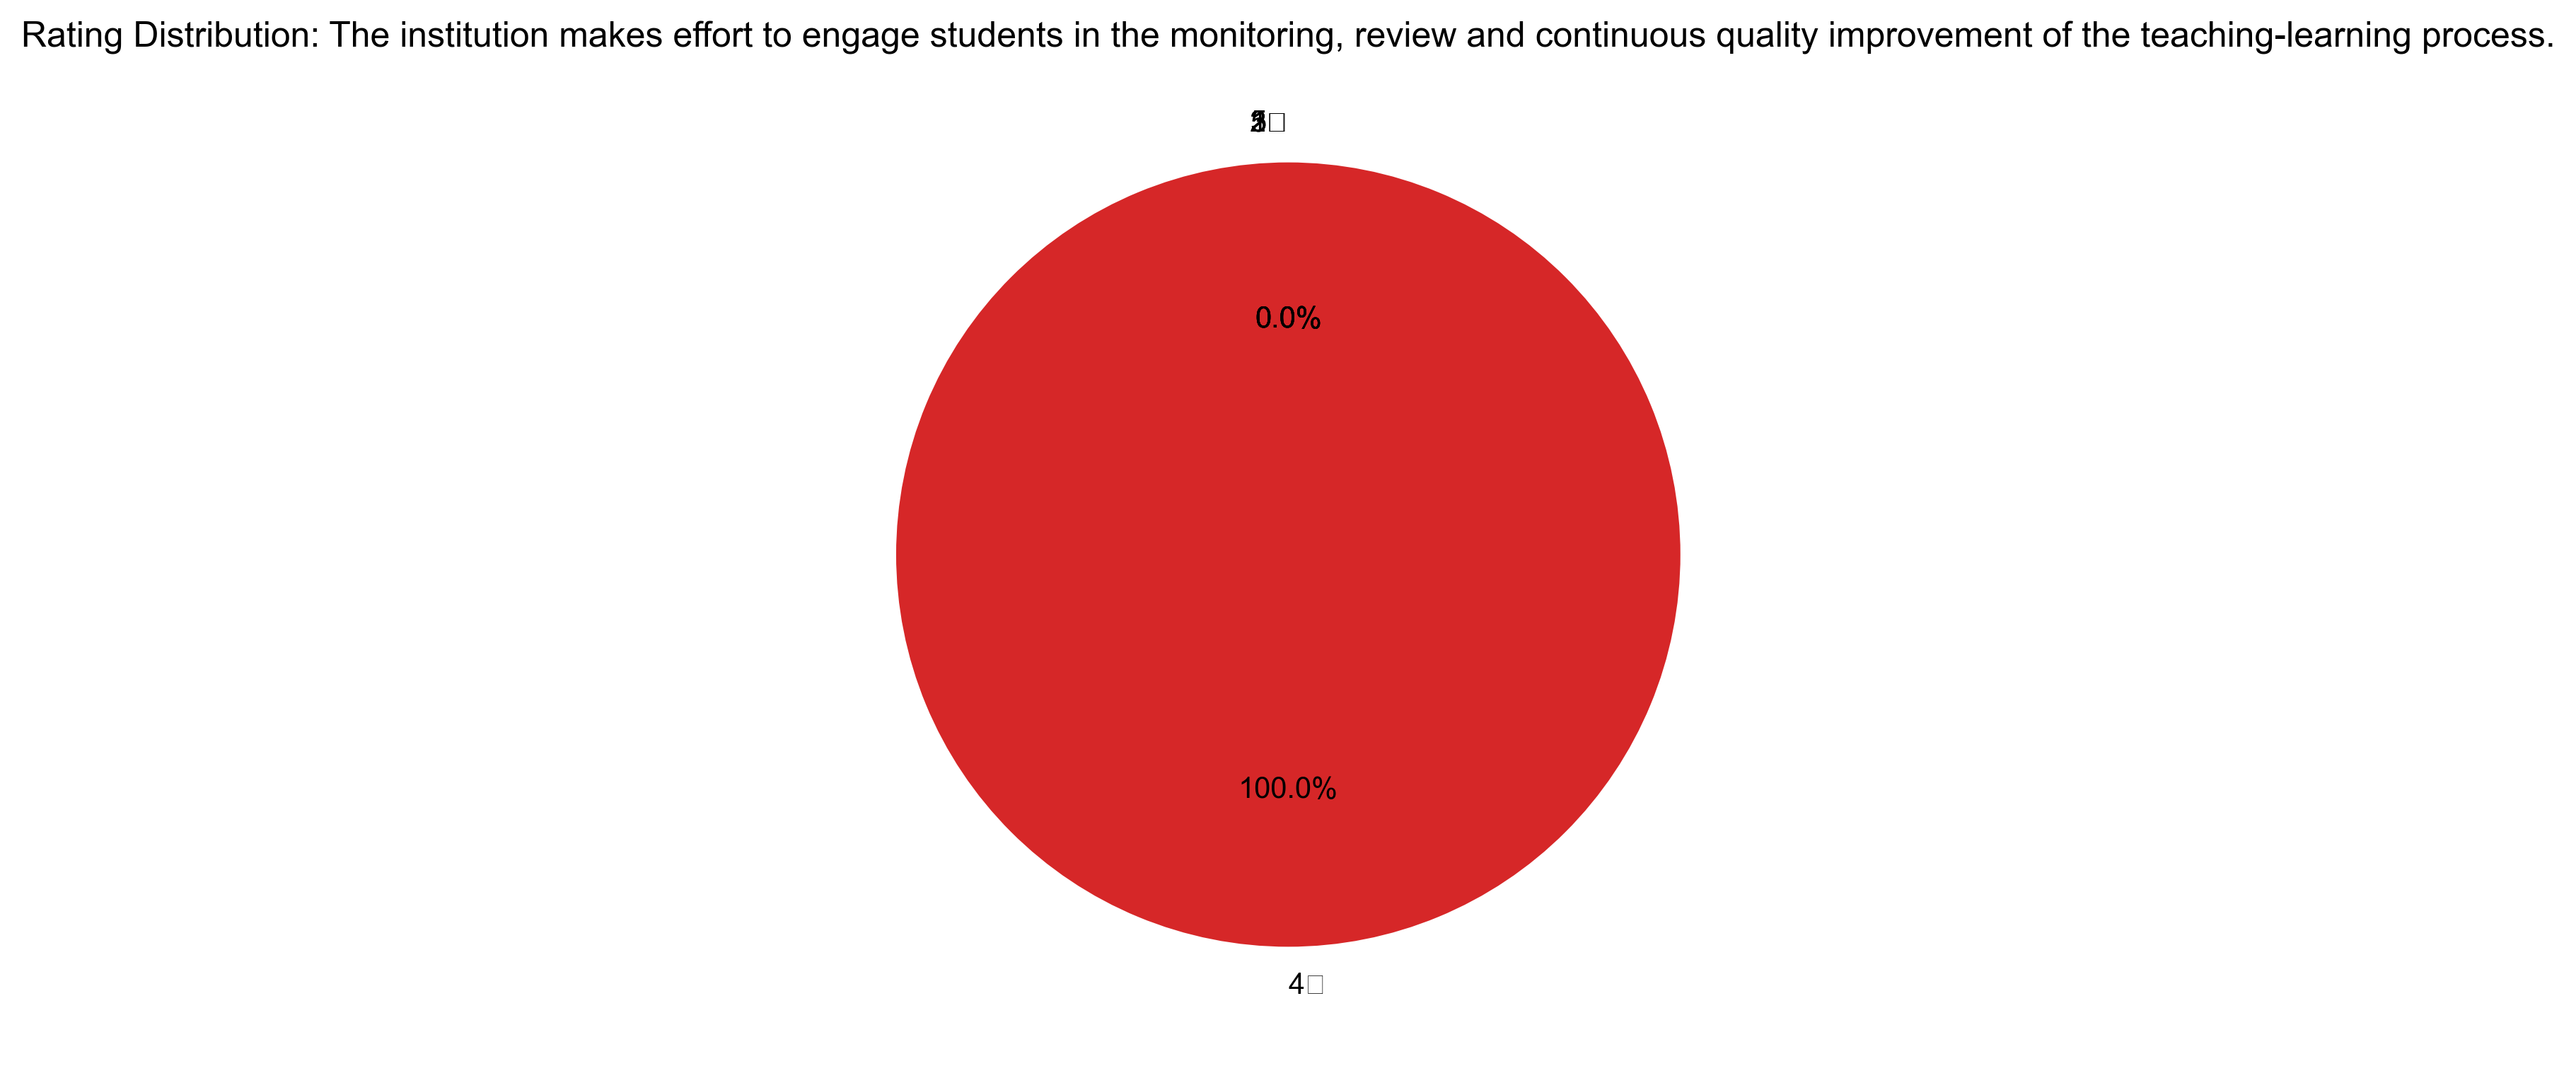 Rating Distribution: The institution makes effort to engage students in the monitoring, review and continuous quality improvement of the teaching-learning process.
0.0%
100.0%
4□